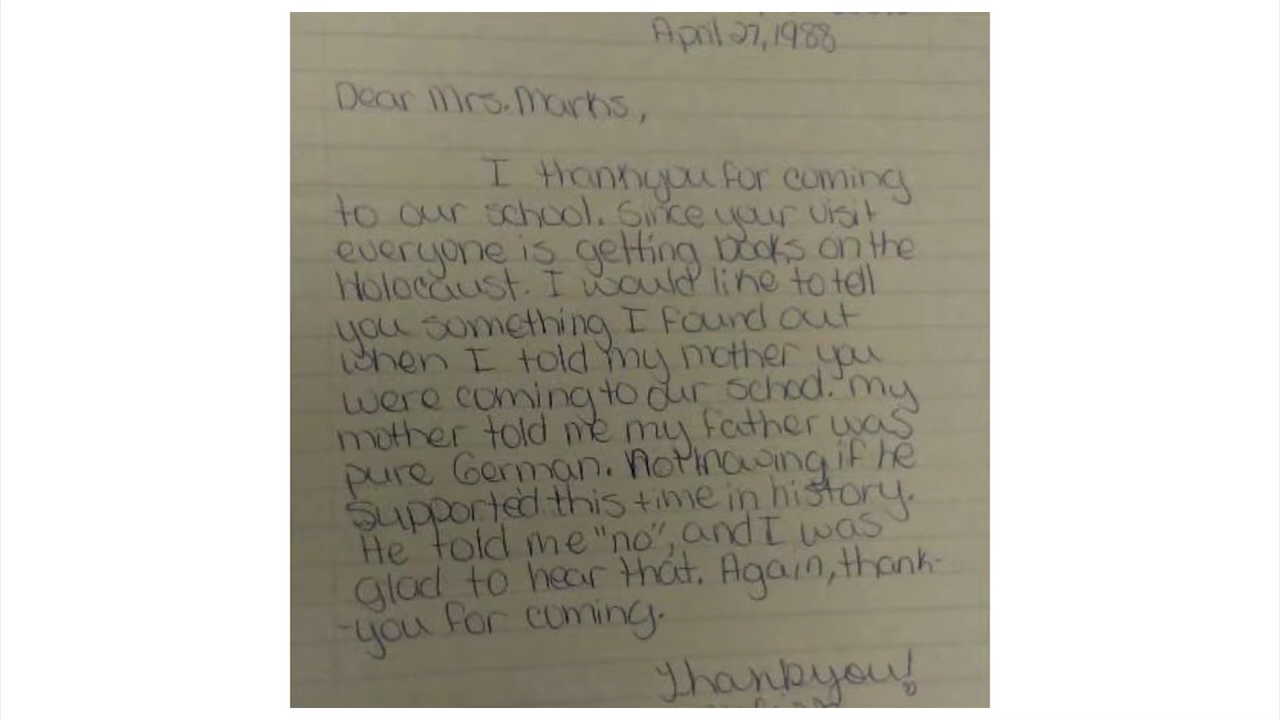 April 27, 1988
Dear Mrs. Marks,
I thankyou for coming
to our school. Since your visit
everyone is getting books on the
Holocaust. I would like to tell
you something I found out
when I told my mother you
were coming to our school. my
mother told me my father was
pure German. Not knowing if he
supported this time in history.
He told me "no", and I was
glad to hear that. Again, thank-
-you for coming.
Thankyou!